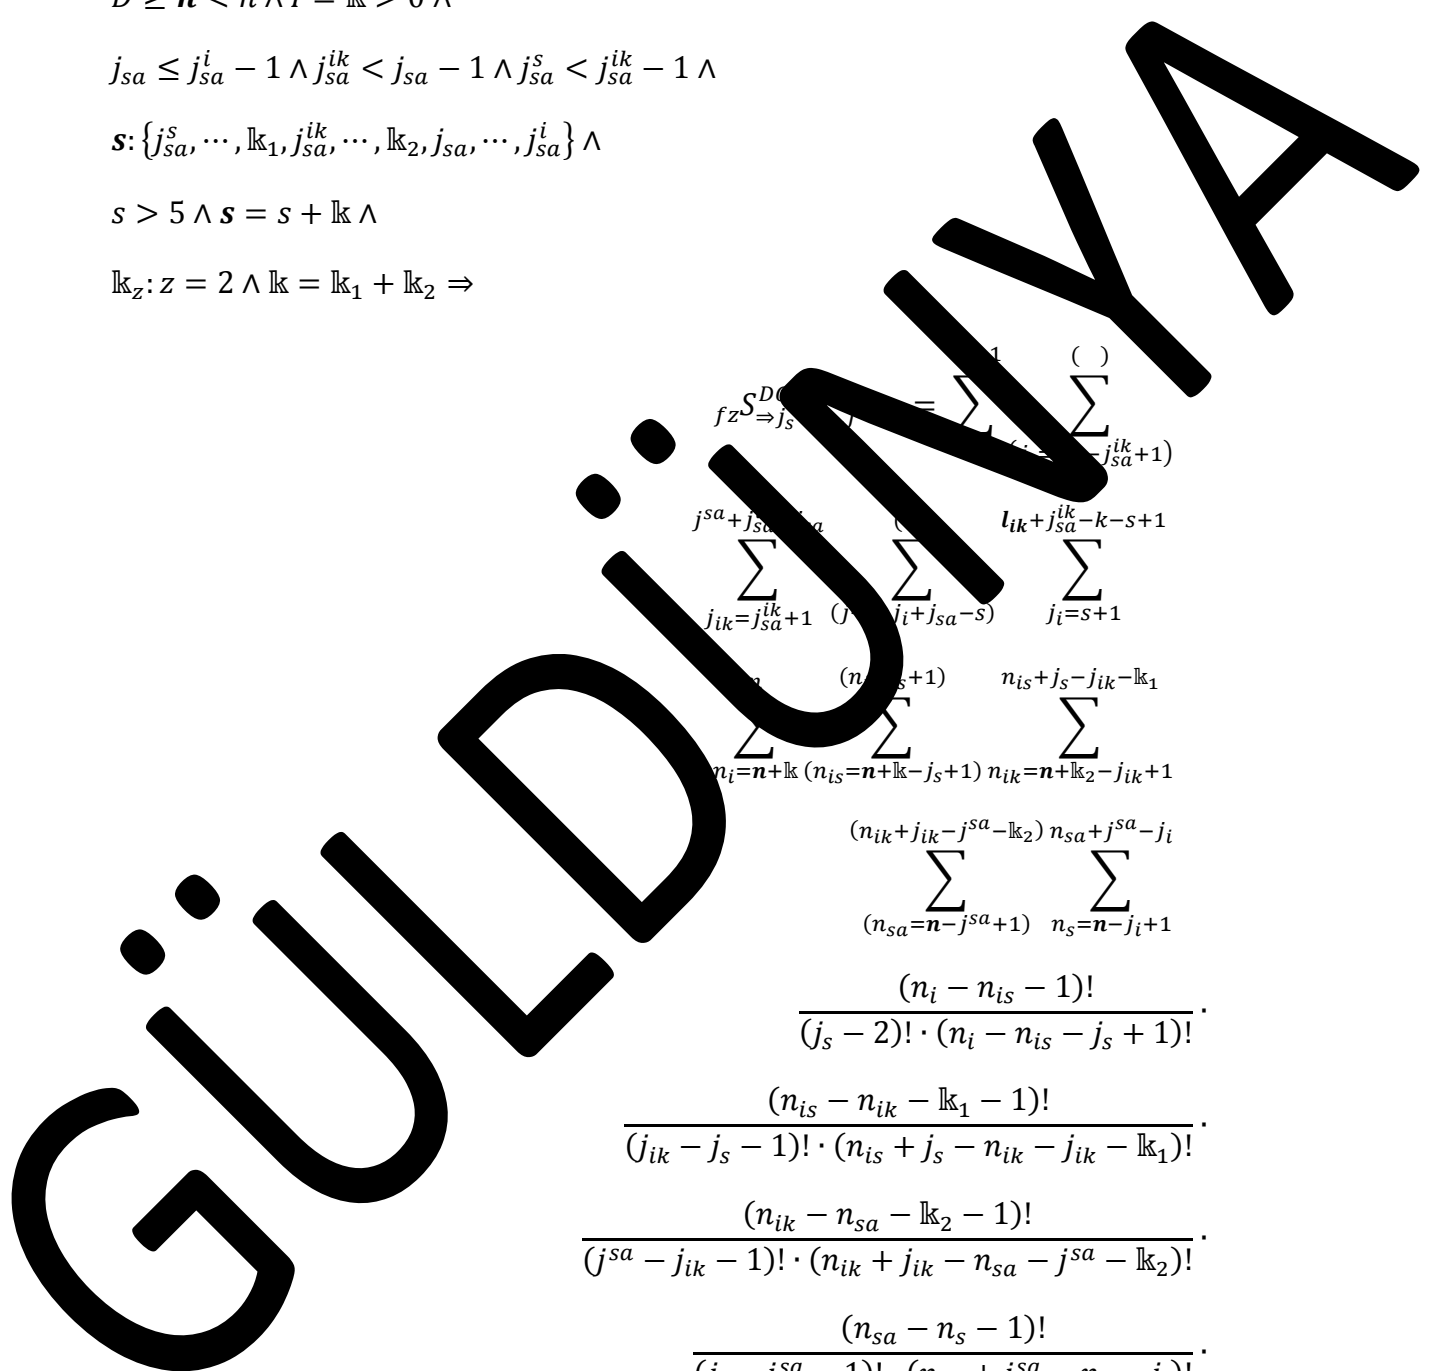 j_{sa} ≤ j_{sa}^{i} − 1 ∧ j_{sa}^{ik} < j_{sa} − 1 ∧ j_{sa}^{s} < j_{sa}^{ik} − 1 ∧
s: {j_{sa}^{s}, ⋯, 𝕜_1, j_{sa}^{ik}, ⋯, 𝕜_2, j_{sa}, ⋯, j_{sa}^{i}} ∧
s > 5 ∧ s = s + 𝕜 ∧
𝕜_z: z = 2 ∧ 𝕜 = 𝕜_1 + 𝕜_2 ⇒
( )
= ∑ ∑
l_{ik}+j_{sa}^{ik}−k−s+1
∑ ∑ ∑
j_{ik}=j_{sa}^{ik}+1 j_i+j_{sa}−s) j_i=s+1
n_{is}+j_s−j_{ik}−𝕜_1
∑ ∑ ∑
n_i=n+𝕜 (n_{is}=n+𝕜−j_s+1) n_{ik}=n+𝕜_2−j_{ik}+1
(n_{ik}+j_{ik}−j^{sa}−𝕜_2) n_{sa}+j^{sa}−j_i
∑ ∑
(n_{sa}=n−j^{sa}+1) n_s=n−j_i+1
(n_i − n_{is} − 1)!
(j_s − 2)! · (n_i − n_{is} − j_s + 1)! ·
(n_{is} − n_{ik} − 𝕜_1 − 1)!
(j_{ik} − j_s − 1)! · (n_{is} + j_s − n_{ik} − j_{ik} − 𝕜_1)! ·
(n_{ik} − n_{sa} − 𝕜_2 − 1)!
(j^{sa} − j_{ik} − 1)! · (n_{ik} + j_{ik} − n_{sa} − j^{sa} − 𝕜_2)! ·
(n_{sa} − n_s − 1)!
GÜLDÜNYA